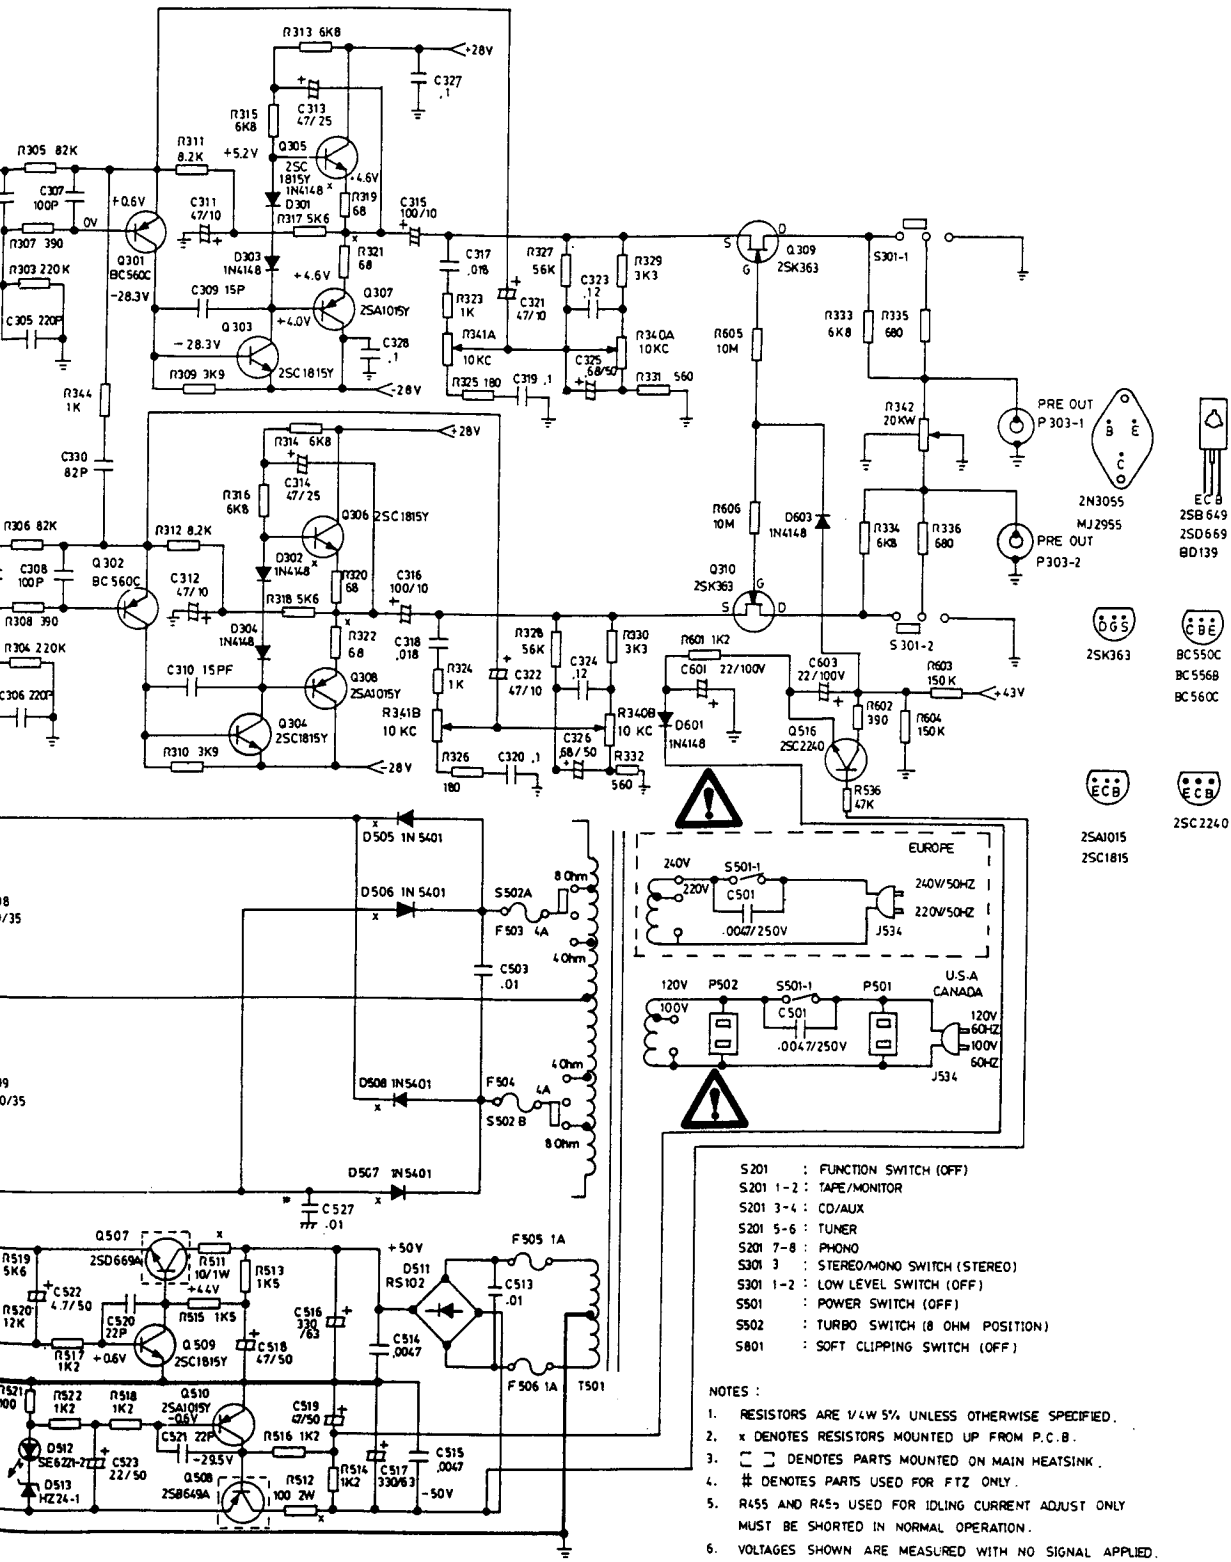 R313 6K8
+28V
C327
.1
R315
6K8
+
C313
47/25
Q305
2SC
1815Y
x
+5.2V
R311
8.2K
R305 82K
C307
100P
+0.6V
0V
R307 390
Q301
BC560C
-28.3V
R303 220K
C305 220P
C311
47/10
+
1N4148
D301
+4.6V
R319
68
R317 5K6
x
C315
100/10
+
D303
1N4148
R321
68
+4.6V
C309 15P
Q307
2SA1015Y
+4.0V
Q303
-28.3V
2SC1815Y
C328
.1
R309 3K9
-28V
C317
.018
R323
1K
R341A
10KC
R325 180
C319 .1
+
C321
47/10
R327
56K
C323
.12
R329
3K3
R340A
10KC
C325
.68/50
+
R331 560
S
D
G
Q309
2SK363
R605
10M
S301-1
R333
6K8
R335
680
R342
20KW
PRE OUT
P303-1
B
E
C
2N3055
MJ2955
E C B
2SB649
2SD669
BD139
R344
1K
C330
82P
R314 6K8
+28V
+
C314
47/25
R316
6K8
Q306
2SC1815Y
x
R306 82K
C308
100P
R308 390
R304 220K
C306 220P
Q302
BC560C
R312 8.2K
C312
47/10
+
D302
1N4148
R320
68
R318 5K6
x
C316
100/10
+
D304
1N4148
R322
68
C310 15PF
Q308
2SA1015Y
Q304
2SC1815Y
R310 3K9
-28V
C318
.018
R324
1K
R341B
10 KC
R326
180
C320 .1
+
C322
47/10
R328
56K
C324
.12
R330
3K3
R340B
10 KC
C326
.68/50
+
R332
560
R606
10M
D603
1N4148
Q310
2SK363
G
S
D
R334
6K8
R336
680
PRE OUT
P303-2
S301-2
R601 1K2
22/100V
C601
+
D601
1N4148
C603
22/100V
+
R603
150K
+43V
R602
390
R604
150K
Q516
2SC2240
R536
47K
D G S
2SK363
C B E
BC550C
BC556B
BC560C
E C B
2SA1015
2SC1815
E C B
2SC2240
x
D505 1N 5401
D506 1N 5401
x
S502A
F503
4A
8 Ohm
4 Ohm
C503
.01
D508 1N5401
x
F504
4A
S502 B
4 Ohm
8 Ohm
D507 1N5401
x
C527
.01
EUROPE
240V
220V
S501-1
C501
.0047/250V
240V/50HZ
220V/50HZ
J534
U.S.A
CANADA
120V
100V
P502
S501-1
C501
.0047/250V
P501
120V
60HZ
100V
60HZ
J534
S201 : FUNCTION SWITCH (OFF)
S201 1-2 : TAPE/MONITOR
S201 3-4 : CD/AUX
S201 5-6 : TUNER
S201 7-8 : PHONO
S301 3 : STEREO/MONO SWITCH (STEREO)
S301 1-2 : LOW LEVEL SWITCH (OFF)
S501 : POWER SWITCH (OFF)
S502 : TURBO SWITCH (8 OHM POSITION)
S801 : SOFT CLIPPING SWITCH (OFF)
Q507
2SD669A
x
R511
10/1W
+44V
R513
1K5
R515 1K5
R519
5K6
R520
12K
+
C522
4.7/50
C520
22P
R517
1K2
+0.6V
Q509
2SC1815Y
+
C518
47/50
C516
330
/63
+
+50V
D511
RS102
C514
.0047
F505 1A
C513
.01
F506 1A
T501
R522
1K2
R518
1K2
Q510
2SA1015Y
-0.6V
C521 22P
-29.5V
R516 1K2
C519
47/50
+
D512
D513
HZ24-1
+
C523
22/50
Q508
2SB649A
R512
100 2W
x
R514
1K2
+
C517
330/63
C515
.0047
-50V
NOTES :
1. RESISTORS ARE 1/4W 5% UNLESS OTHERWISE SPECIFIED.
2. x DENOTES RESISTORS MOUNTED UP FROM P.C.B.
3. DENOTES PARTS MOUNTED ON MAIN HEATSINK.
4. # DENOTES PARTS USED FOR FTZ ONLY.
5. R455 AND USED FOR IDLING CURRENT ADJUST ONLY
MUST BE SHORTED IN NORMAL OPERATION.
6. VOLTAGES SHOWN ARE MEASURED WITH NO SIGNAL APPLIED.